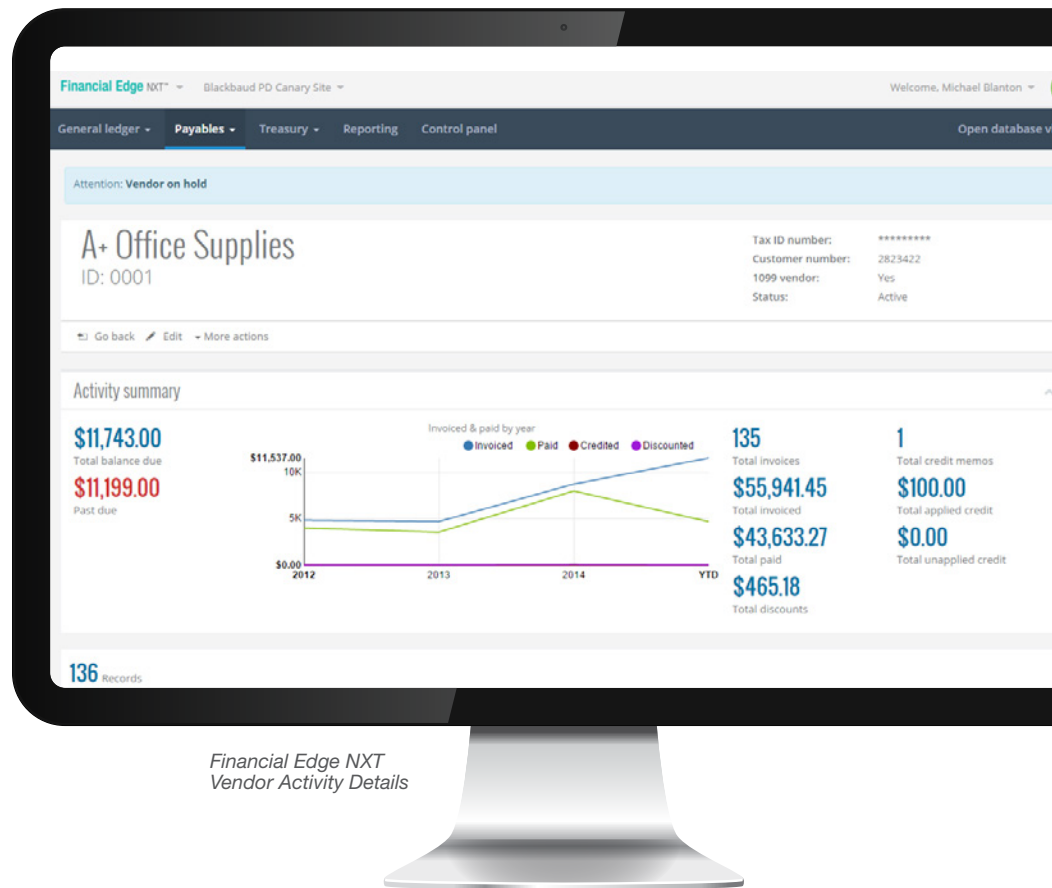 Financial Edge NXT™ Blackbaud PD Canary Site Welcome, Michael Blanton
General ledger Payables Treasury Reporting Control panel Open database v
Attention: Vendor on hold
A+ Office Supplies
ID: 0001
Tax ID number: *********
Customer number: 2823422
1099 vendor: Yes
Status: Active
Go back Edit More actions
Activity summary
$11,743.00
Total balance due
$11,199.00
Past due
Invoiced & paid by year
Invoiced Paid Credited Discounted
$11,537.00
10K
5K
$0.00
2012 2013 2014 YTD
135
Total invoices
$55,941.45
Total invoiced
$43,633.27
Total paid
$465.18
Total discounts
1
Total credit memos
$100.00
Total applied credit
$0.00
Total unapplied credit
136 Records
Financial Edge NXT
Vendor Activity Details